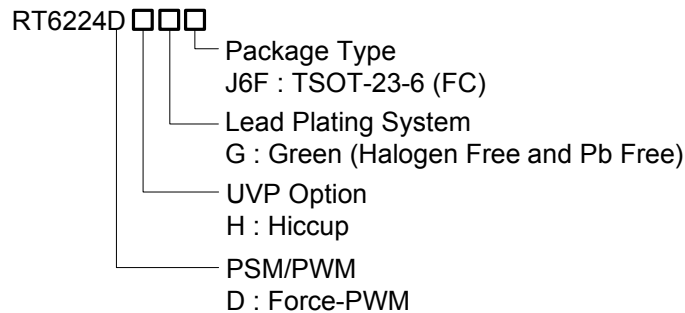 RT6224D□□□
Package Type
J6F : TSOT-23-6 (FC)
Lead Plating System
G : Green (Halogen Free and Pb Free)
UVP Option
H : Hiccup
PSM/PWM
D : Force-PWM